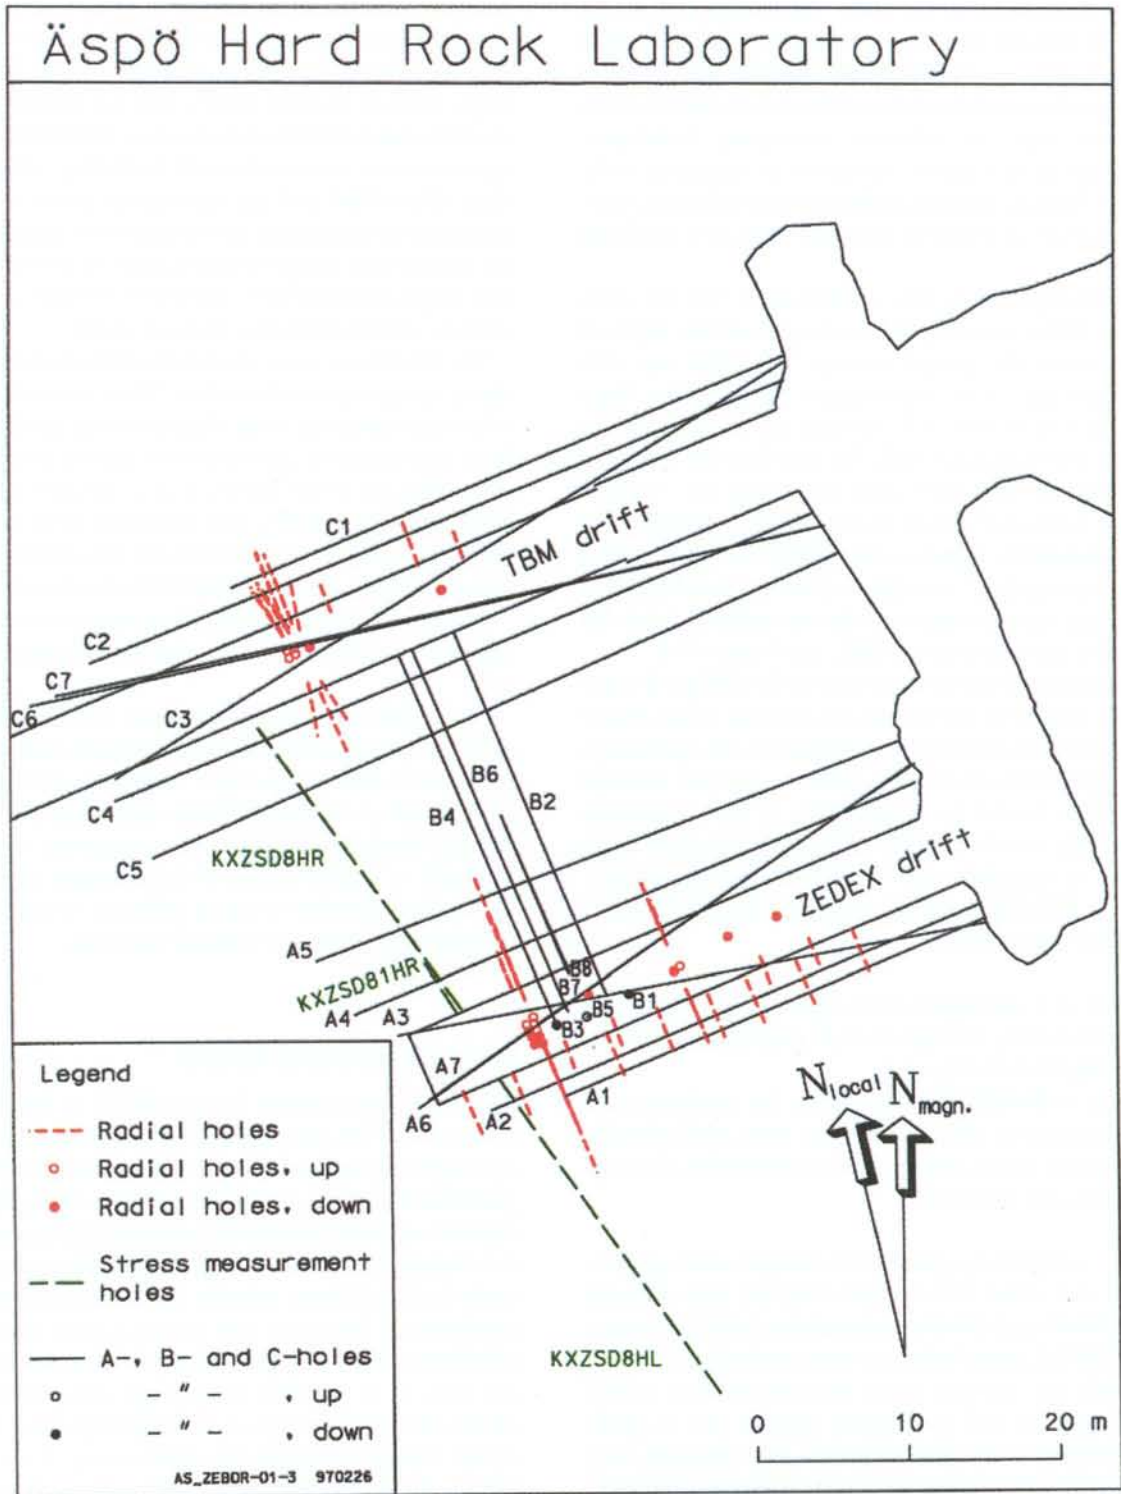 Äspö Hard Rock Laboratory
C1
TBM drift
C2
C7
C6
C3
C4
C5
B6
B4
B2
KXZSD8HR
ZEDEX drift
A5
KXZSD81HR
A4
A3
B8
B7
B1
B5
B3
A7
A6
A2
A1
N local
N magn.
Legend
Radial holes
Radial holes, up
Radial holes, down
Stress measurement
holes
A-, B- and C-holes
- " - , up
- " - , down
AS_ZEBOR-01-3 970226
KXZSD8HL
0 10 20 m